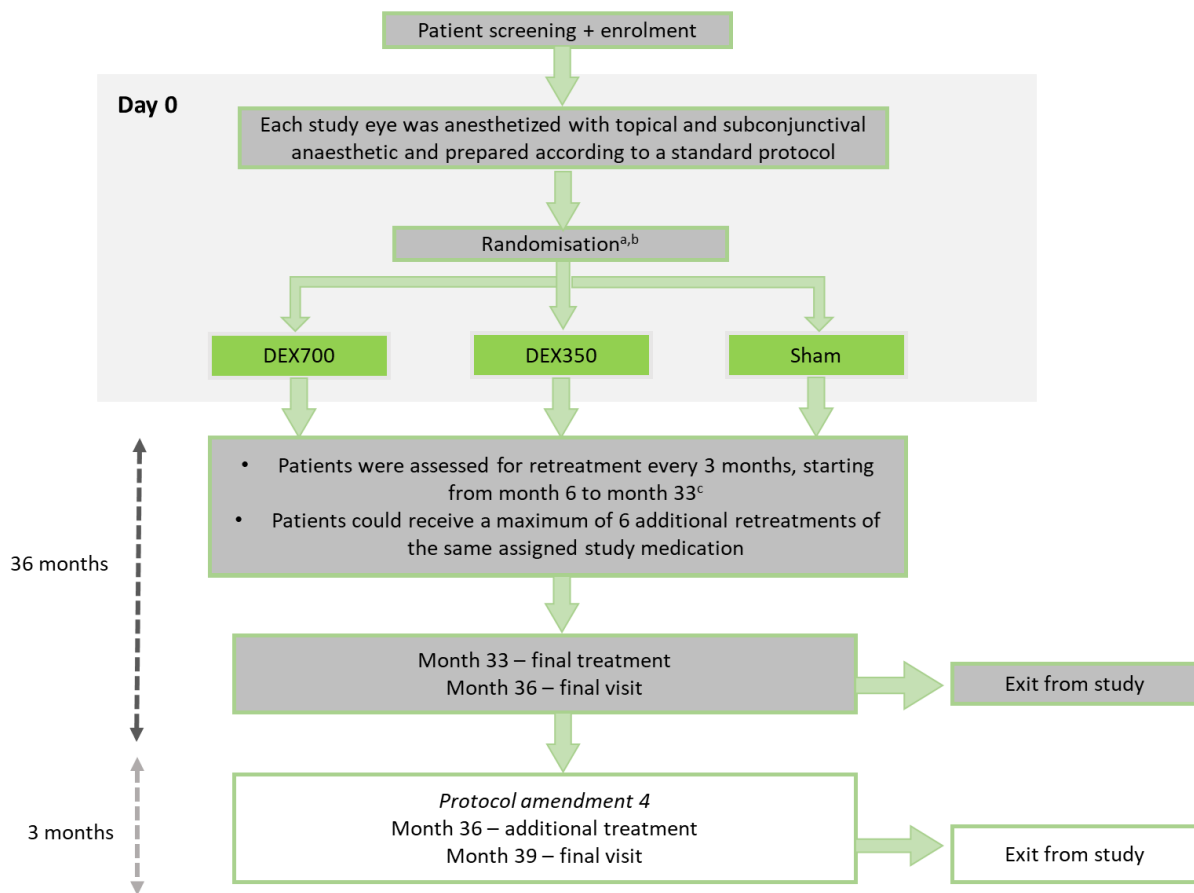 Patient screening + enrolment
Day 0
Each study eye was anesthetized with topical and subconjunctival
anaesthetic and prepared according to a standard protocol
Randomisationᵃ,ᵇ
DEX700
DEX350
Sham
• Patients were assessed for retreatment every 3 months, starting
from month 6 to month 33ᶜ
• Patients could receive a maximum of 6 additional retreatments of
the same assigned study medication
36 months
Month 33 – final treatment
Month 36 – final visit
Exit from study
3 months
Protocol amendment 4
Month 36 – additional treatment
Month 39 – final visit
Exit from study